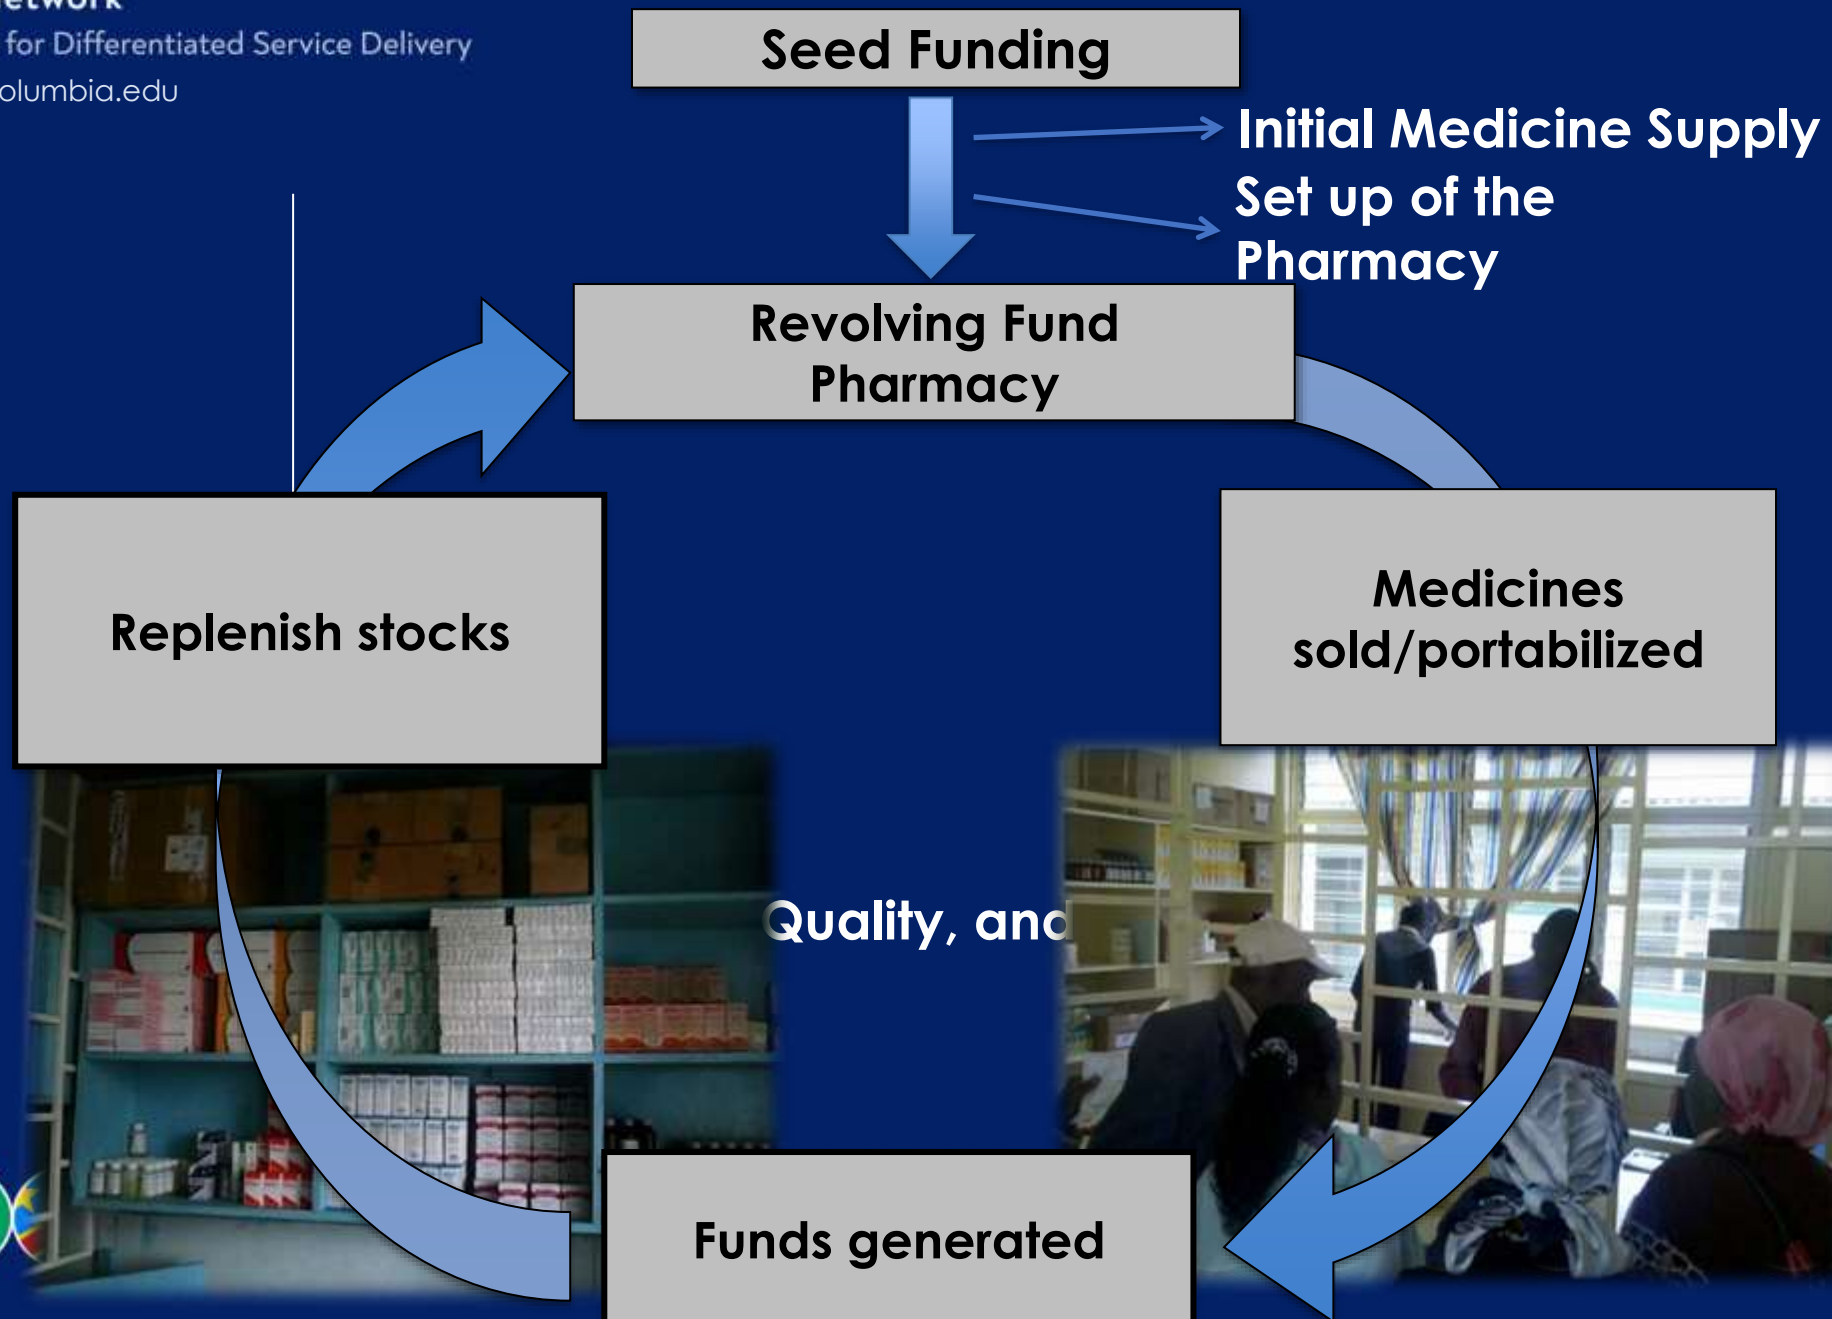 for Differentiated Service Delivery
olumbia.edu
Seed Funding
Initial Medicine Supply
Set up of the
Pharmacy
Revolving Fund
Pharmacy
Replenish stocks
Medicines
sold/portabilized
Quality, and
Funds generated